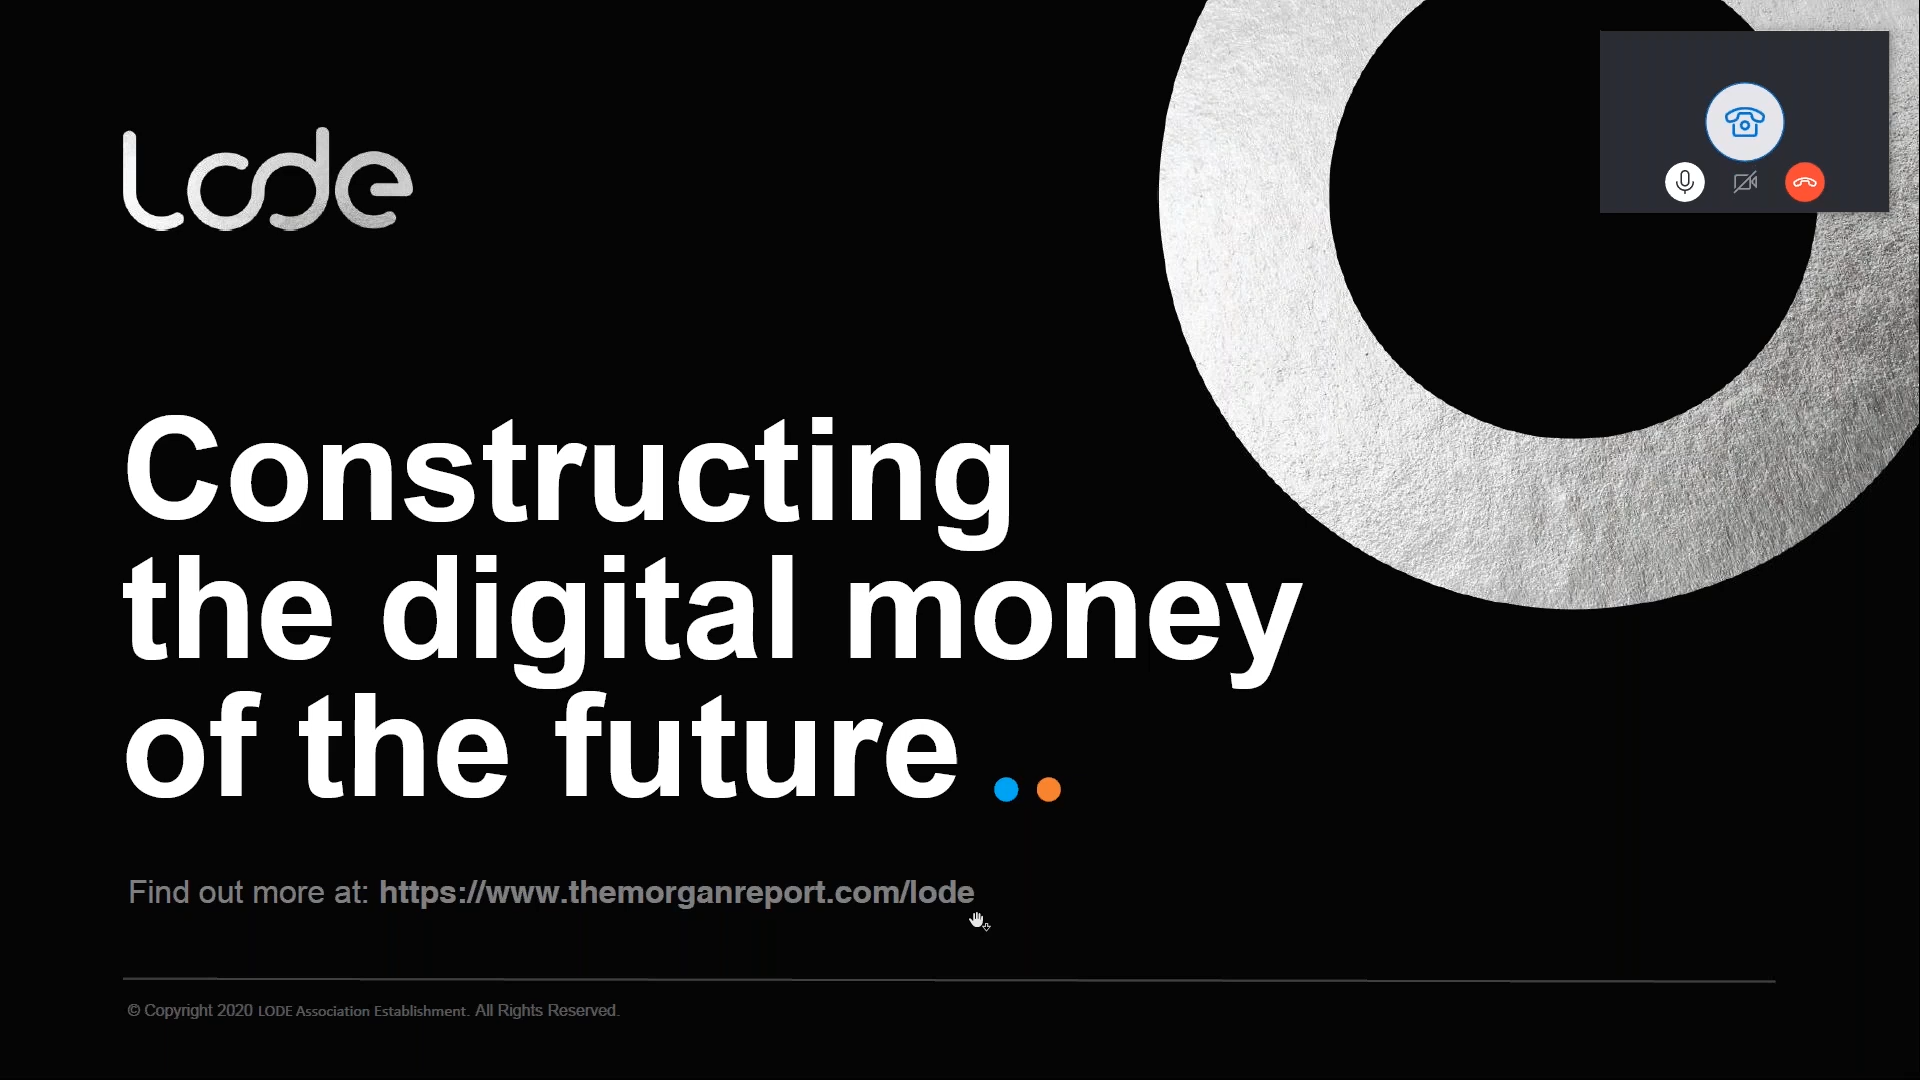 Lode
Constructing
the digital money
of the future
Find out more at: https://www.themorganreport.com/lode
© Copyright 2020 LODE Association Establishment. All Rights Reserved.